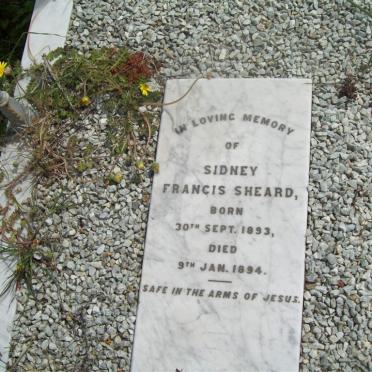 IN LOVING MEMORY
OF
SIDNEY
FRANCIS SHEARD,
BORN
30TH SEPT. 1893,
DIED
9TH JAN. 1894.
SAFE IN THE ARMS OF JESUS.